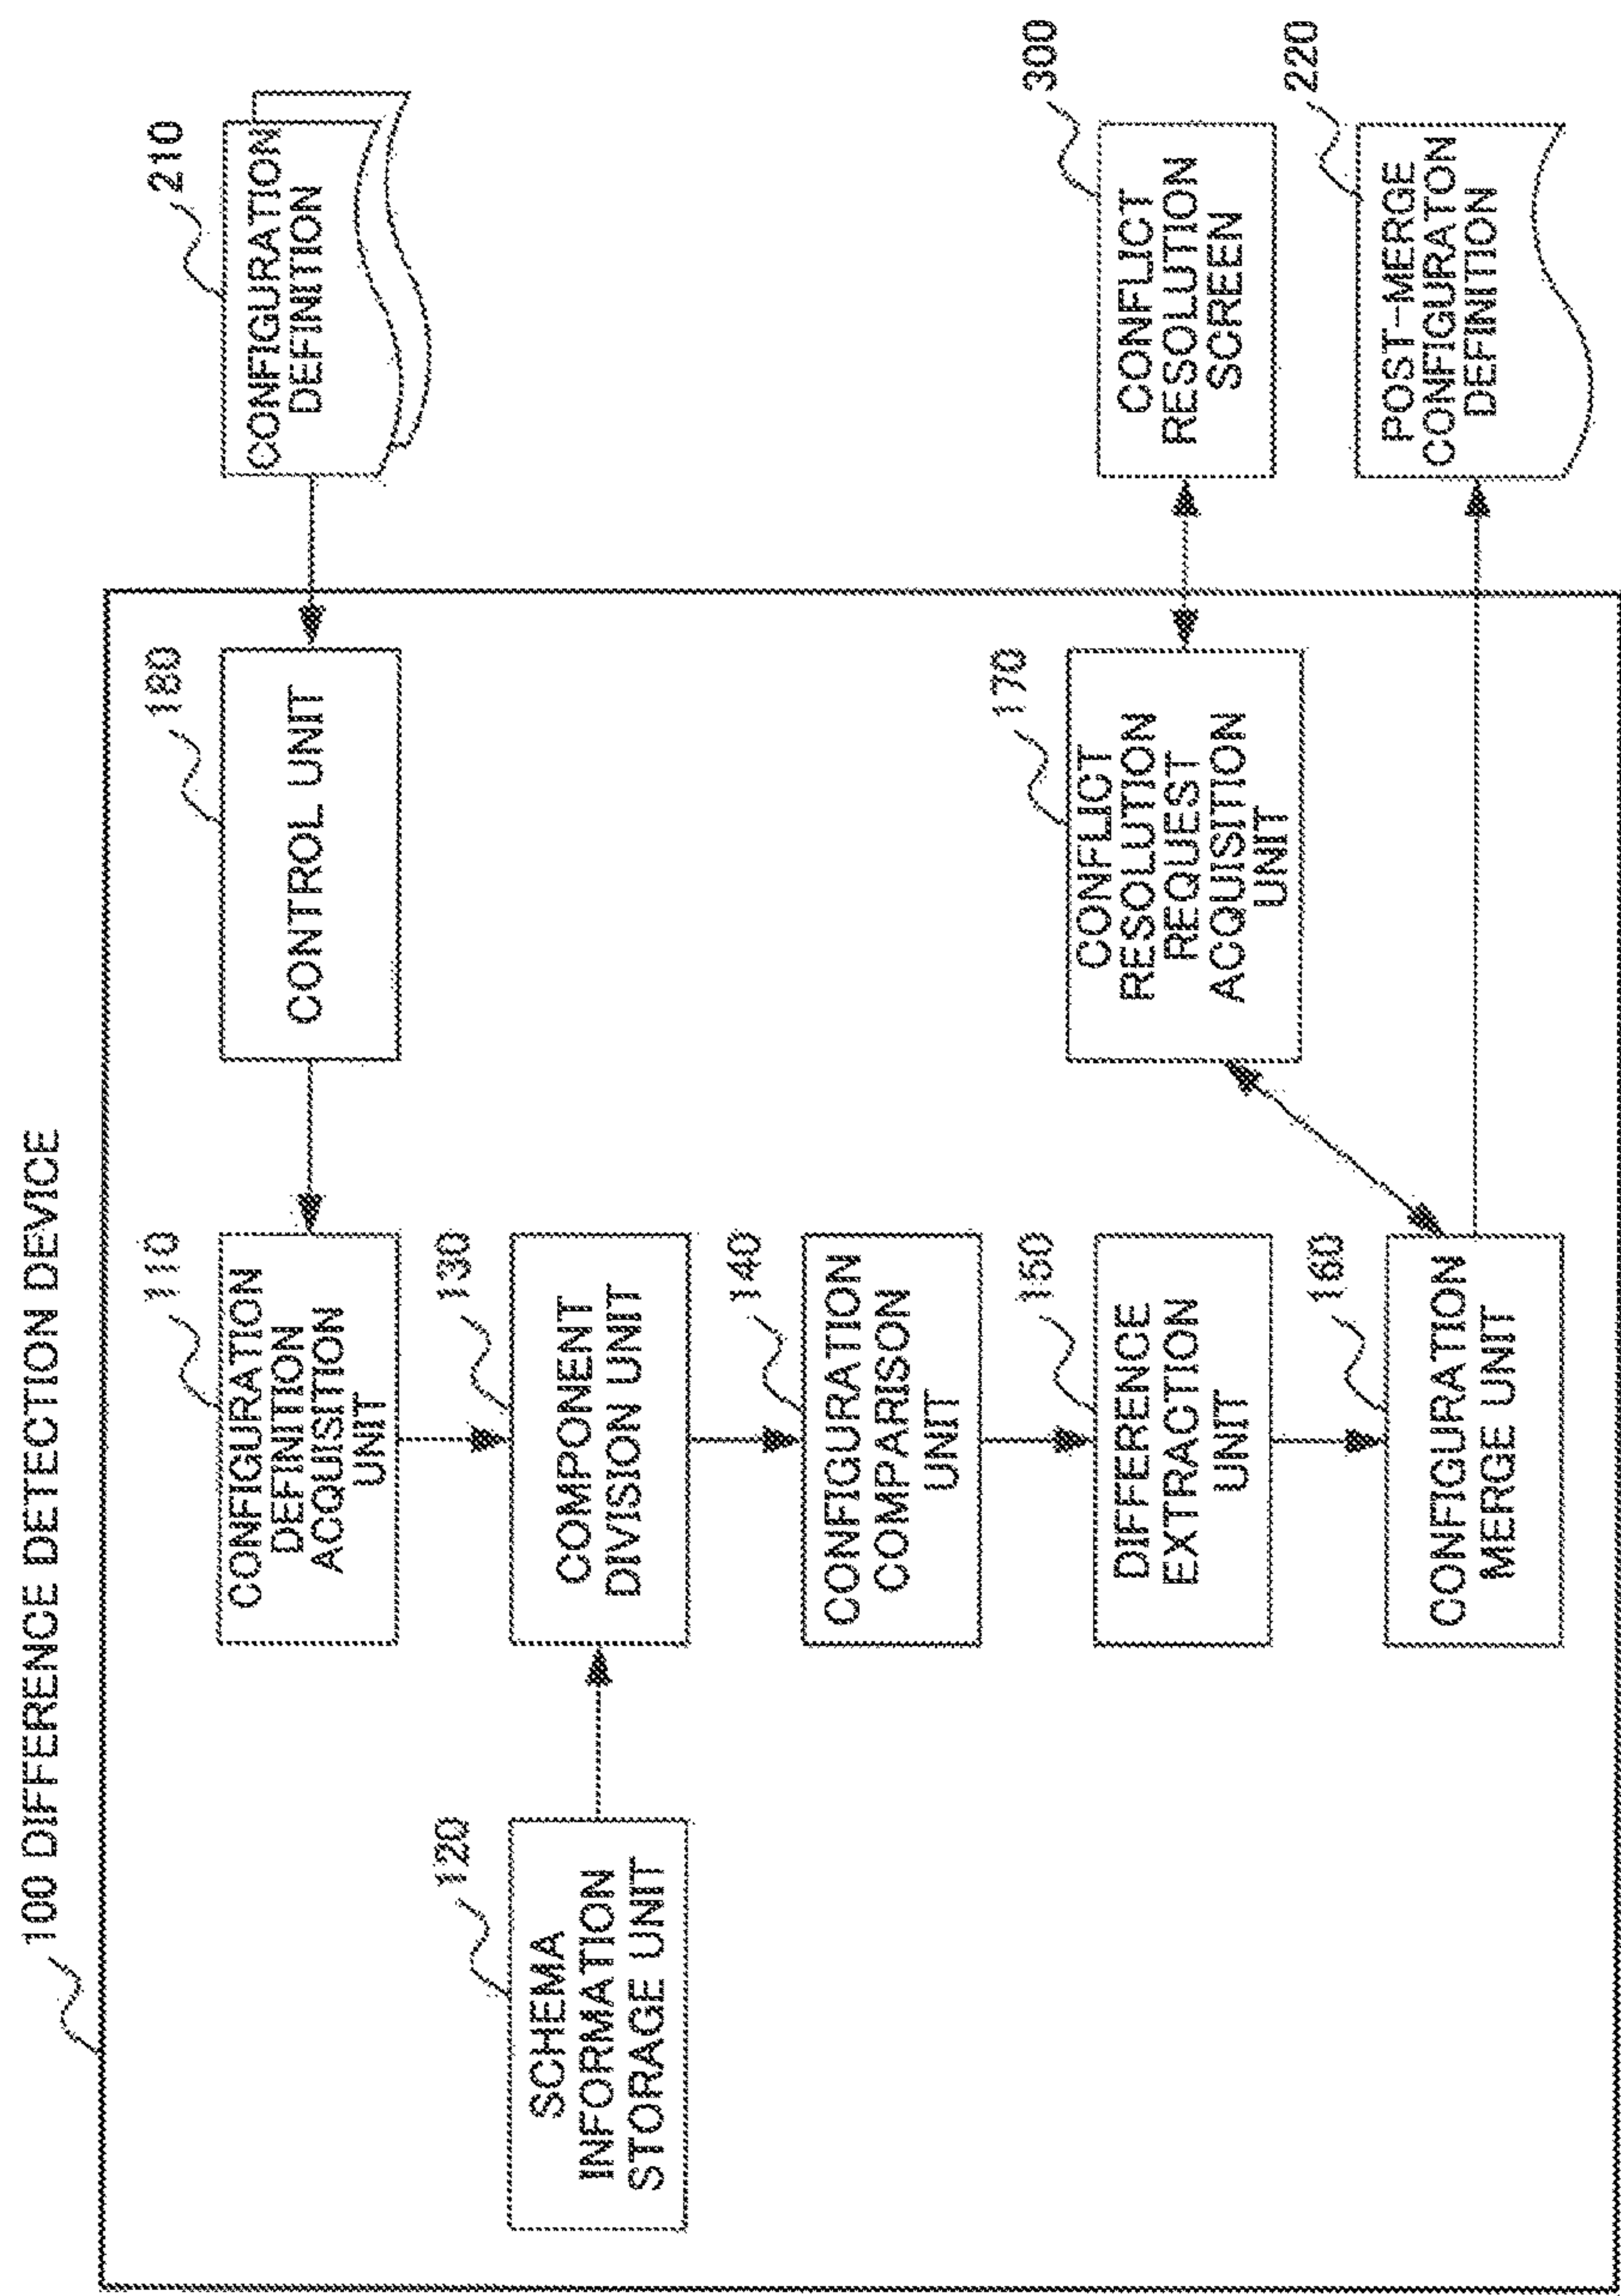 100 DIFFERENCE DETECTION DEVICE
110
CONFIGURATION
DEFINITION
ACQUISITION
UNIT
180
CONTROL UNIT
210
CONFIGURATION
DEFINITION
120
SCHEMA
INFORMATION
STORAGE UNIT
130
COMPONENT
DIVISION UNIT
140
CONFIGURATION
COMPARISON
UNIT
150
DIFFERENCE
EXTRACTION
UNIT
170
CONFLICT
RESOLUTION
REQUEST
ACQUISITION
UNIT
300
CONFLICT
RESOLUTION
SCREEN
160
CONFIGURATION
MERGE UNIT
220
POST-MERGE
CONFIGURATON
DEFINITION